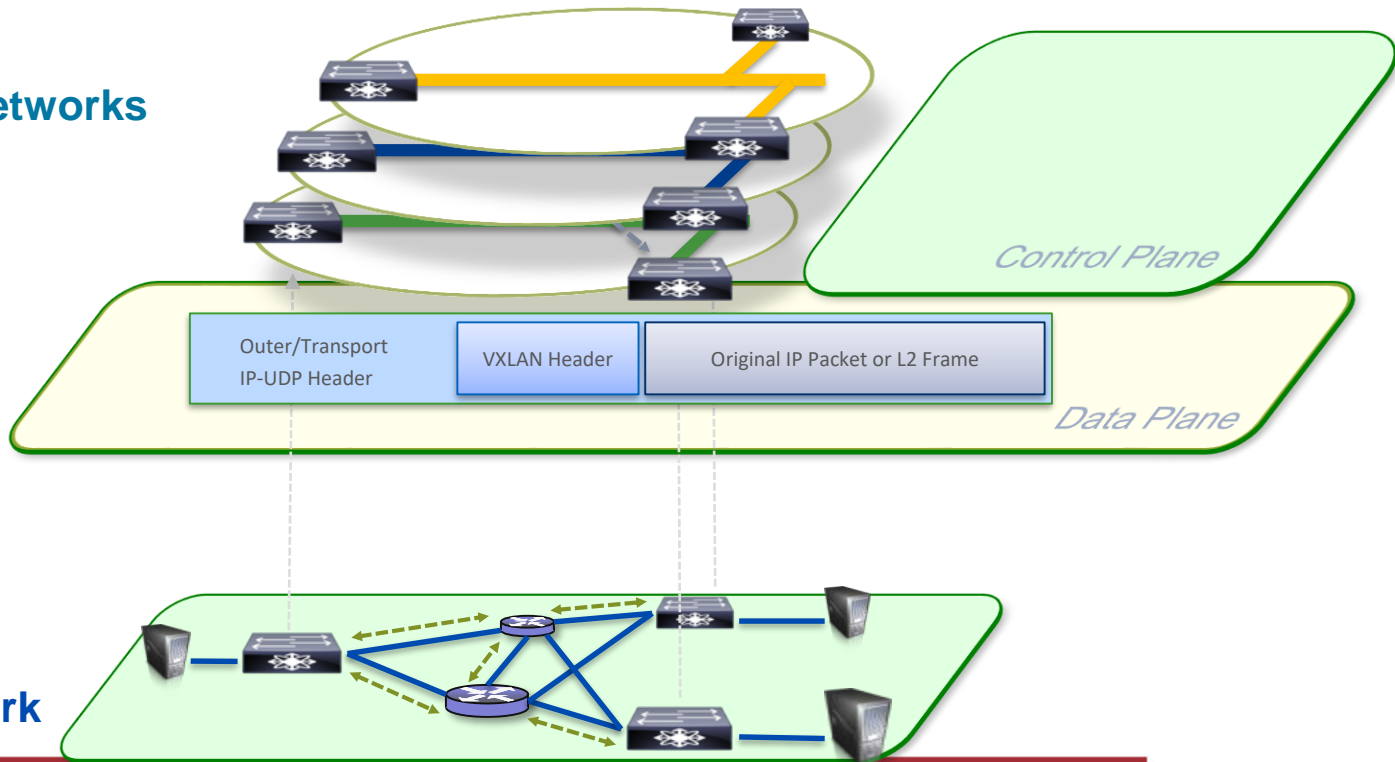 etworks
Control Plane
Outer/Transport
IP-UDP Header
VXLAN Header
Original IP Packet or L2 Frame
Data Plane
rk